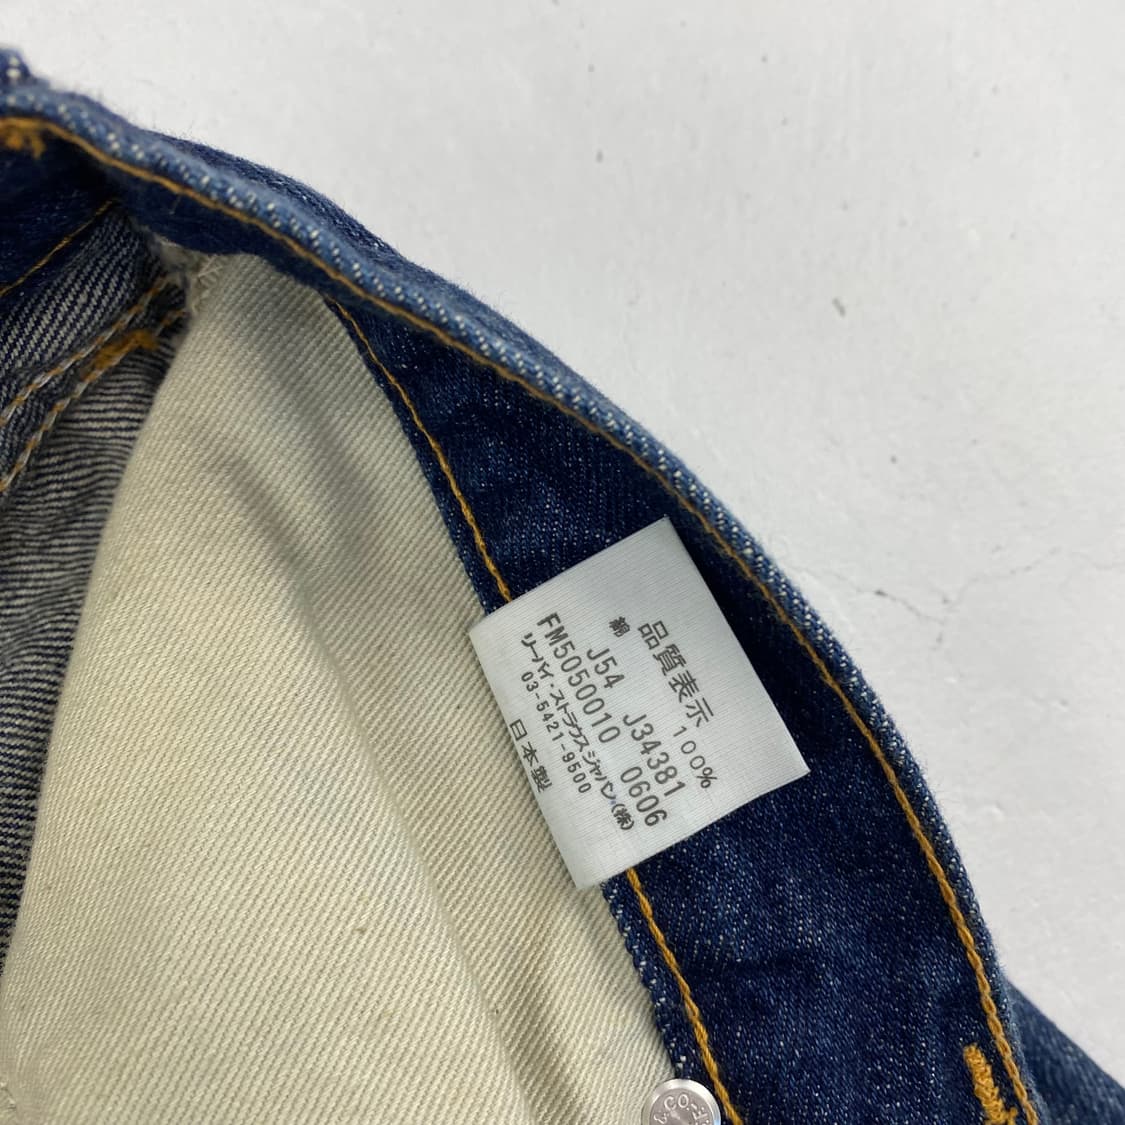 品質表示
綿 100%
J54 J34381
FM5050010 0606
リーバイ・ストラウス ジャパン(株)
03-5421-9500
日本製
& CO-